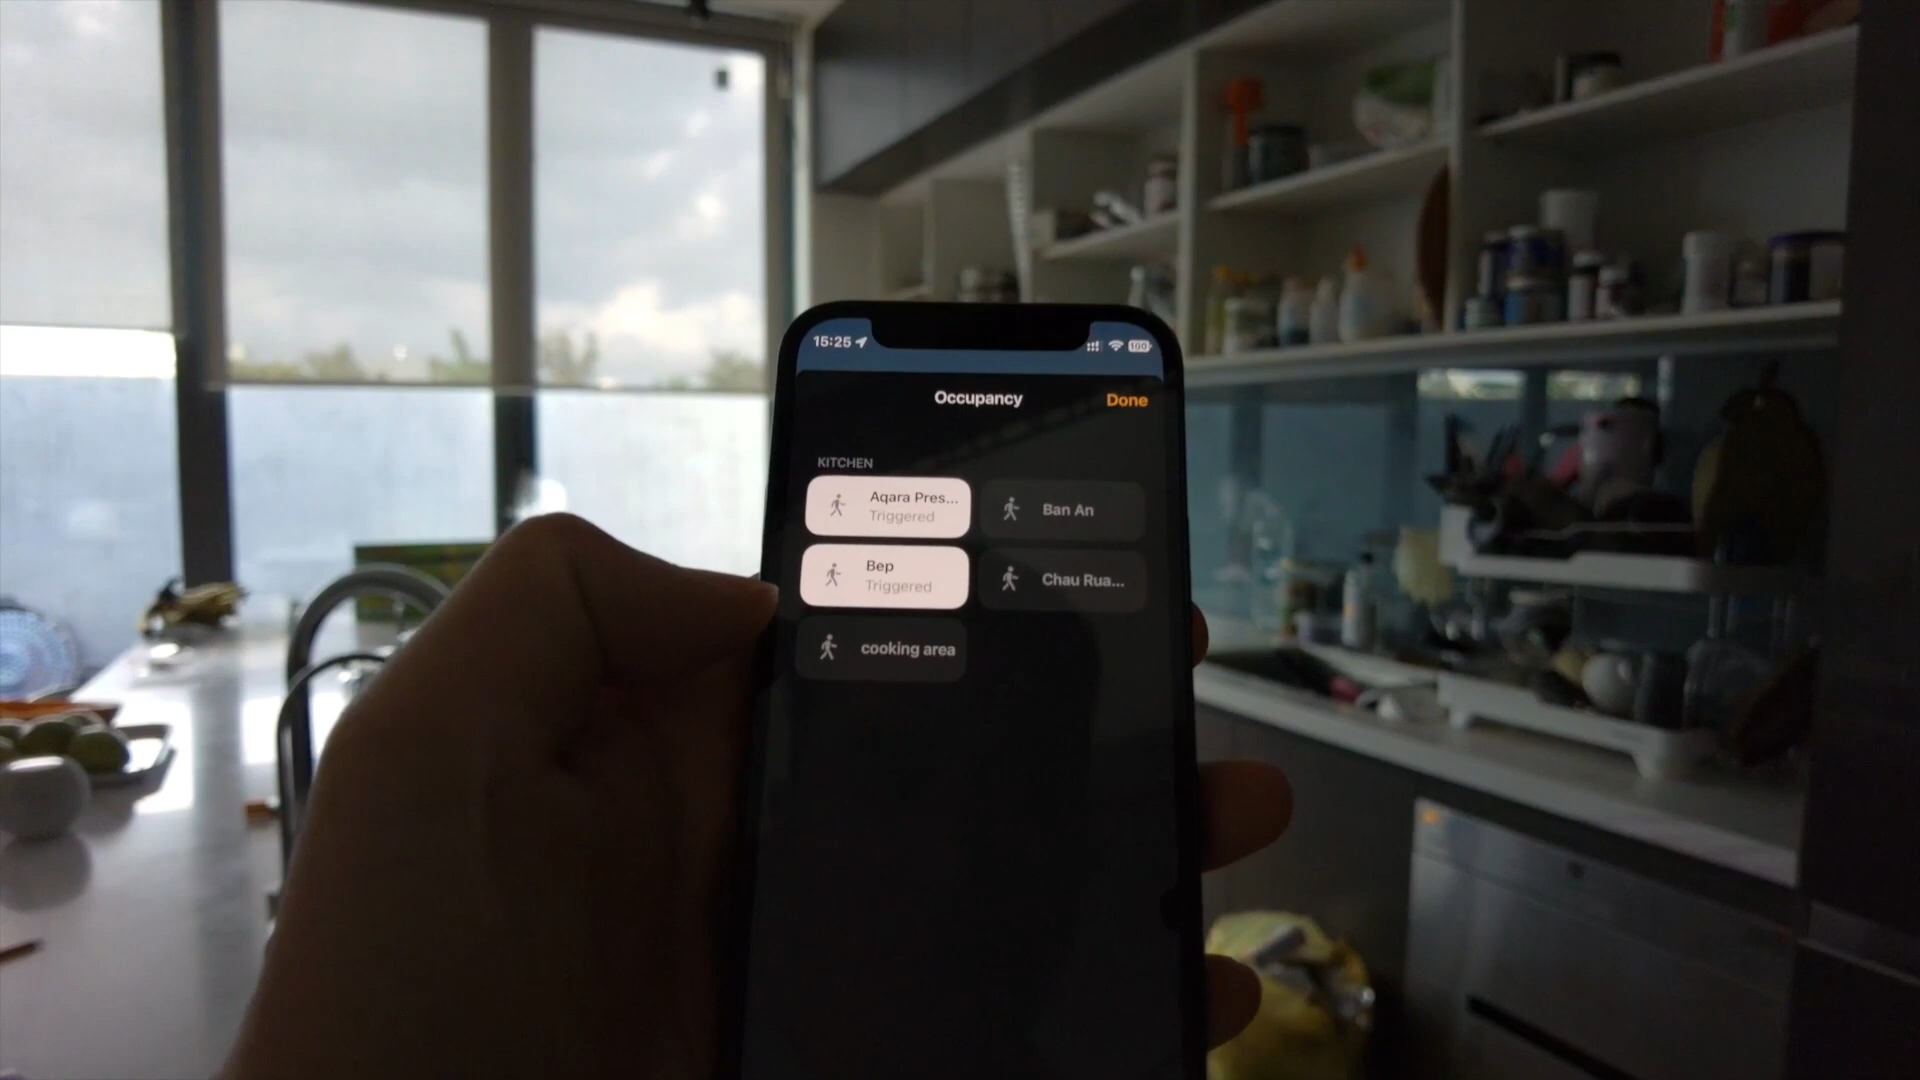 15:25
100
Occupancy
Done
KITCHEN
Aqara Pres...
Triggered
Ban An
Bep
Triggered
Chau Rua...
cooking area